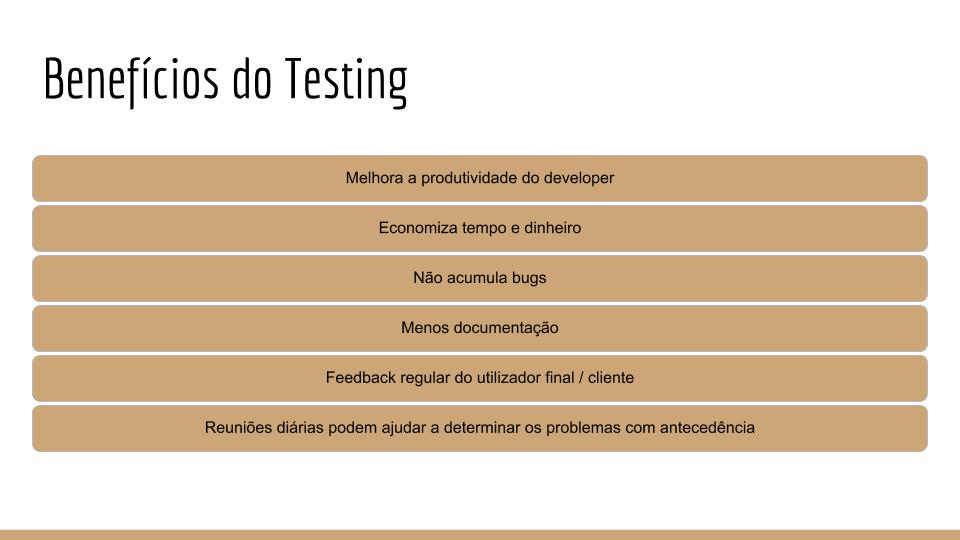 Benefícios do Testing
Melhora a produtividade do developer
Economiza tempo e dinheiro
Não acumula bugs
Menos documentação
Feedback regular do utilizador final / cliente
Reuniões diárias podem ajudar a determinar os problemas com antecedência